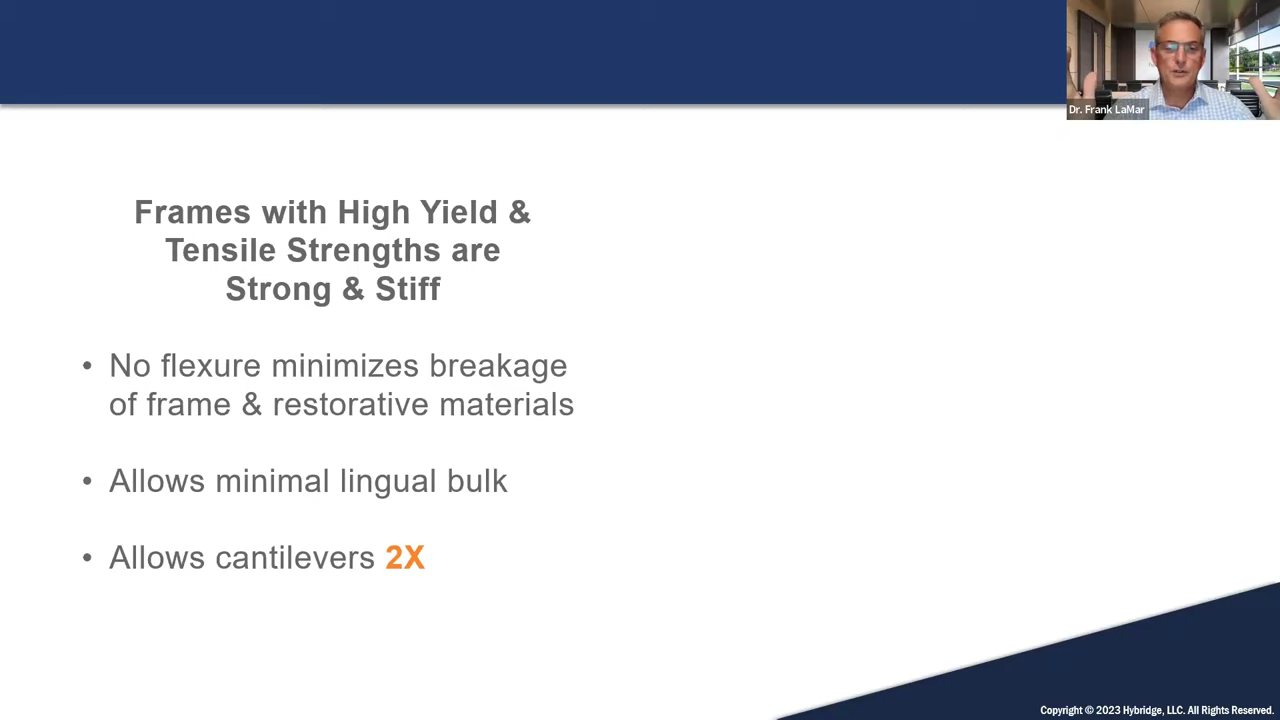 Dr. Frank LaMar
Frames with High Yield &
Tensile Strengths are
Strong & Stiff
• No flexure minimizes breakage
of frame & restorative materials
• Allows minimal lingual bulk
• Allows cantilevers 2X
Copyright © 2023 Hybridge, LLC. All Rights Reserved.